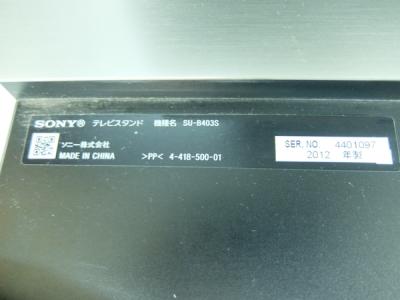 SONY® テレビスタンド 機種名 SU-B403S
ソニー株式会社
MADE IN CHINA >PP< 4-418-500-01
SER.NO: 4401097
2012 年製